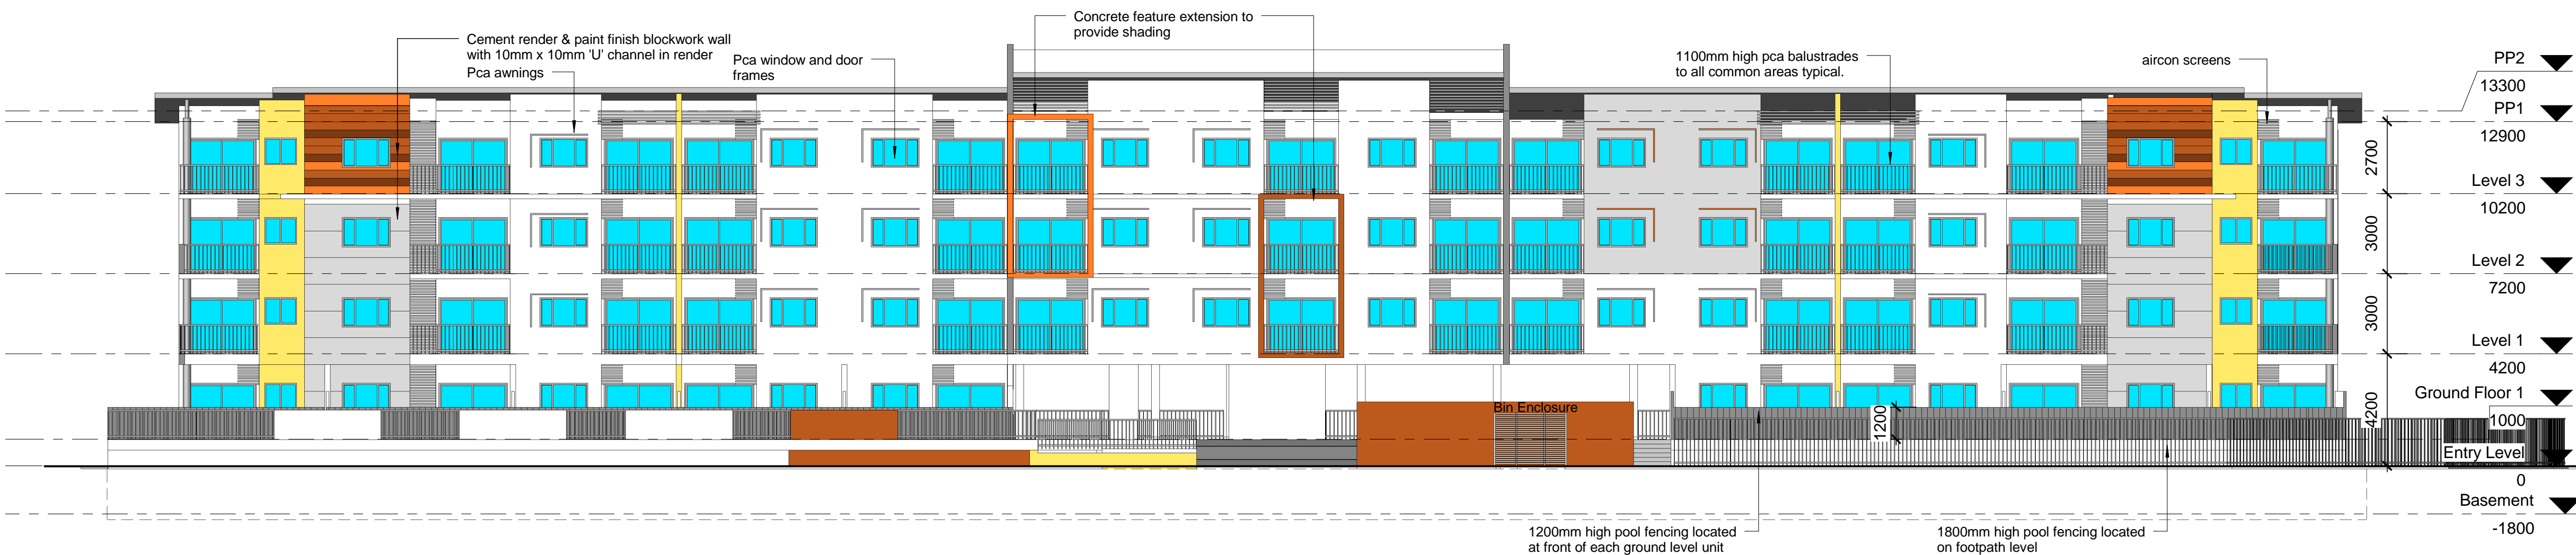 Concrete feature extension to
provide shading
Cement render & paint finish blockwork wall
with 10mm x 10mm 'U' channel in render
Pca awnings
Pca window and door
frames
1100mm high pca balustrades
to all common areas typical.
aircon screens
PP2
13300
PP1
12900
2700
Level 3
10200
3000
Level 2
7200
3000
Level 1
4200
Ground Floor 1
1000
4200
1200
Bin Enclosure
Entry Level
0
Basement
-1800
1200mm high pool fencing located
at front of each ground level unit
1800mm high pool fencing located
on footpath level